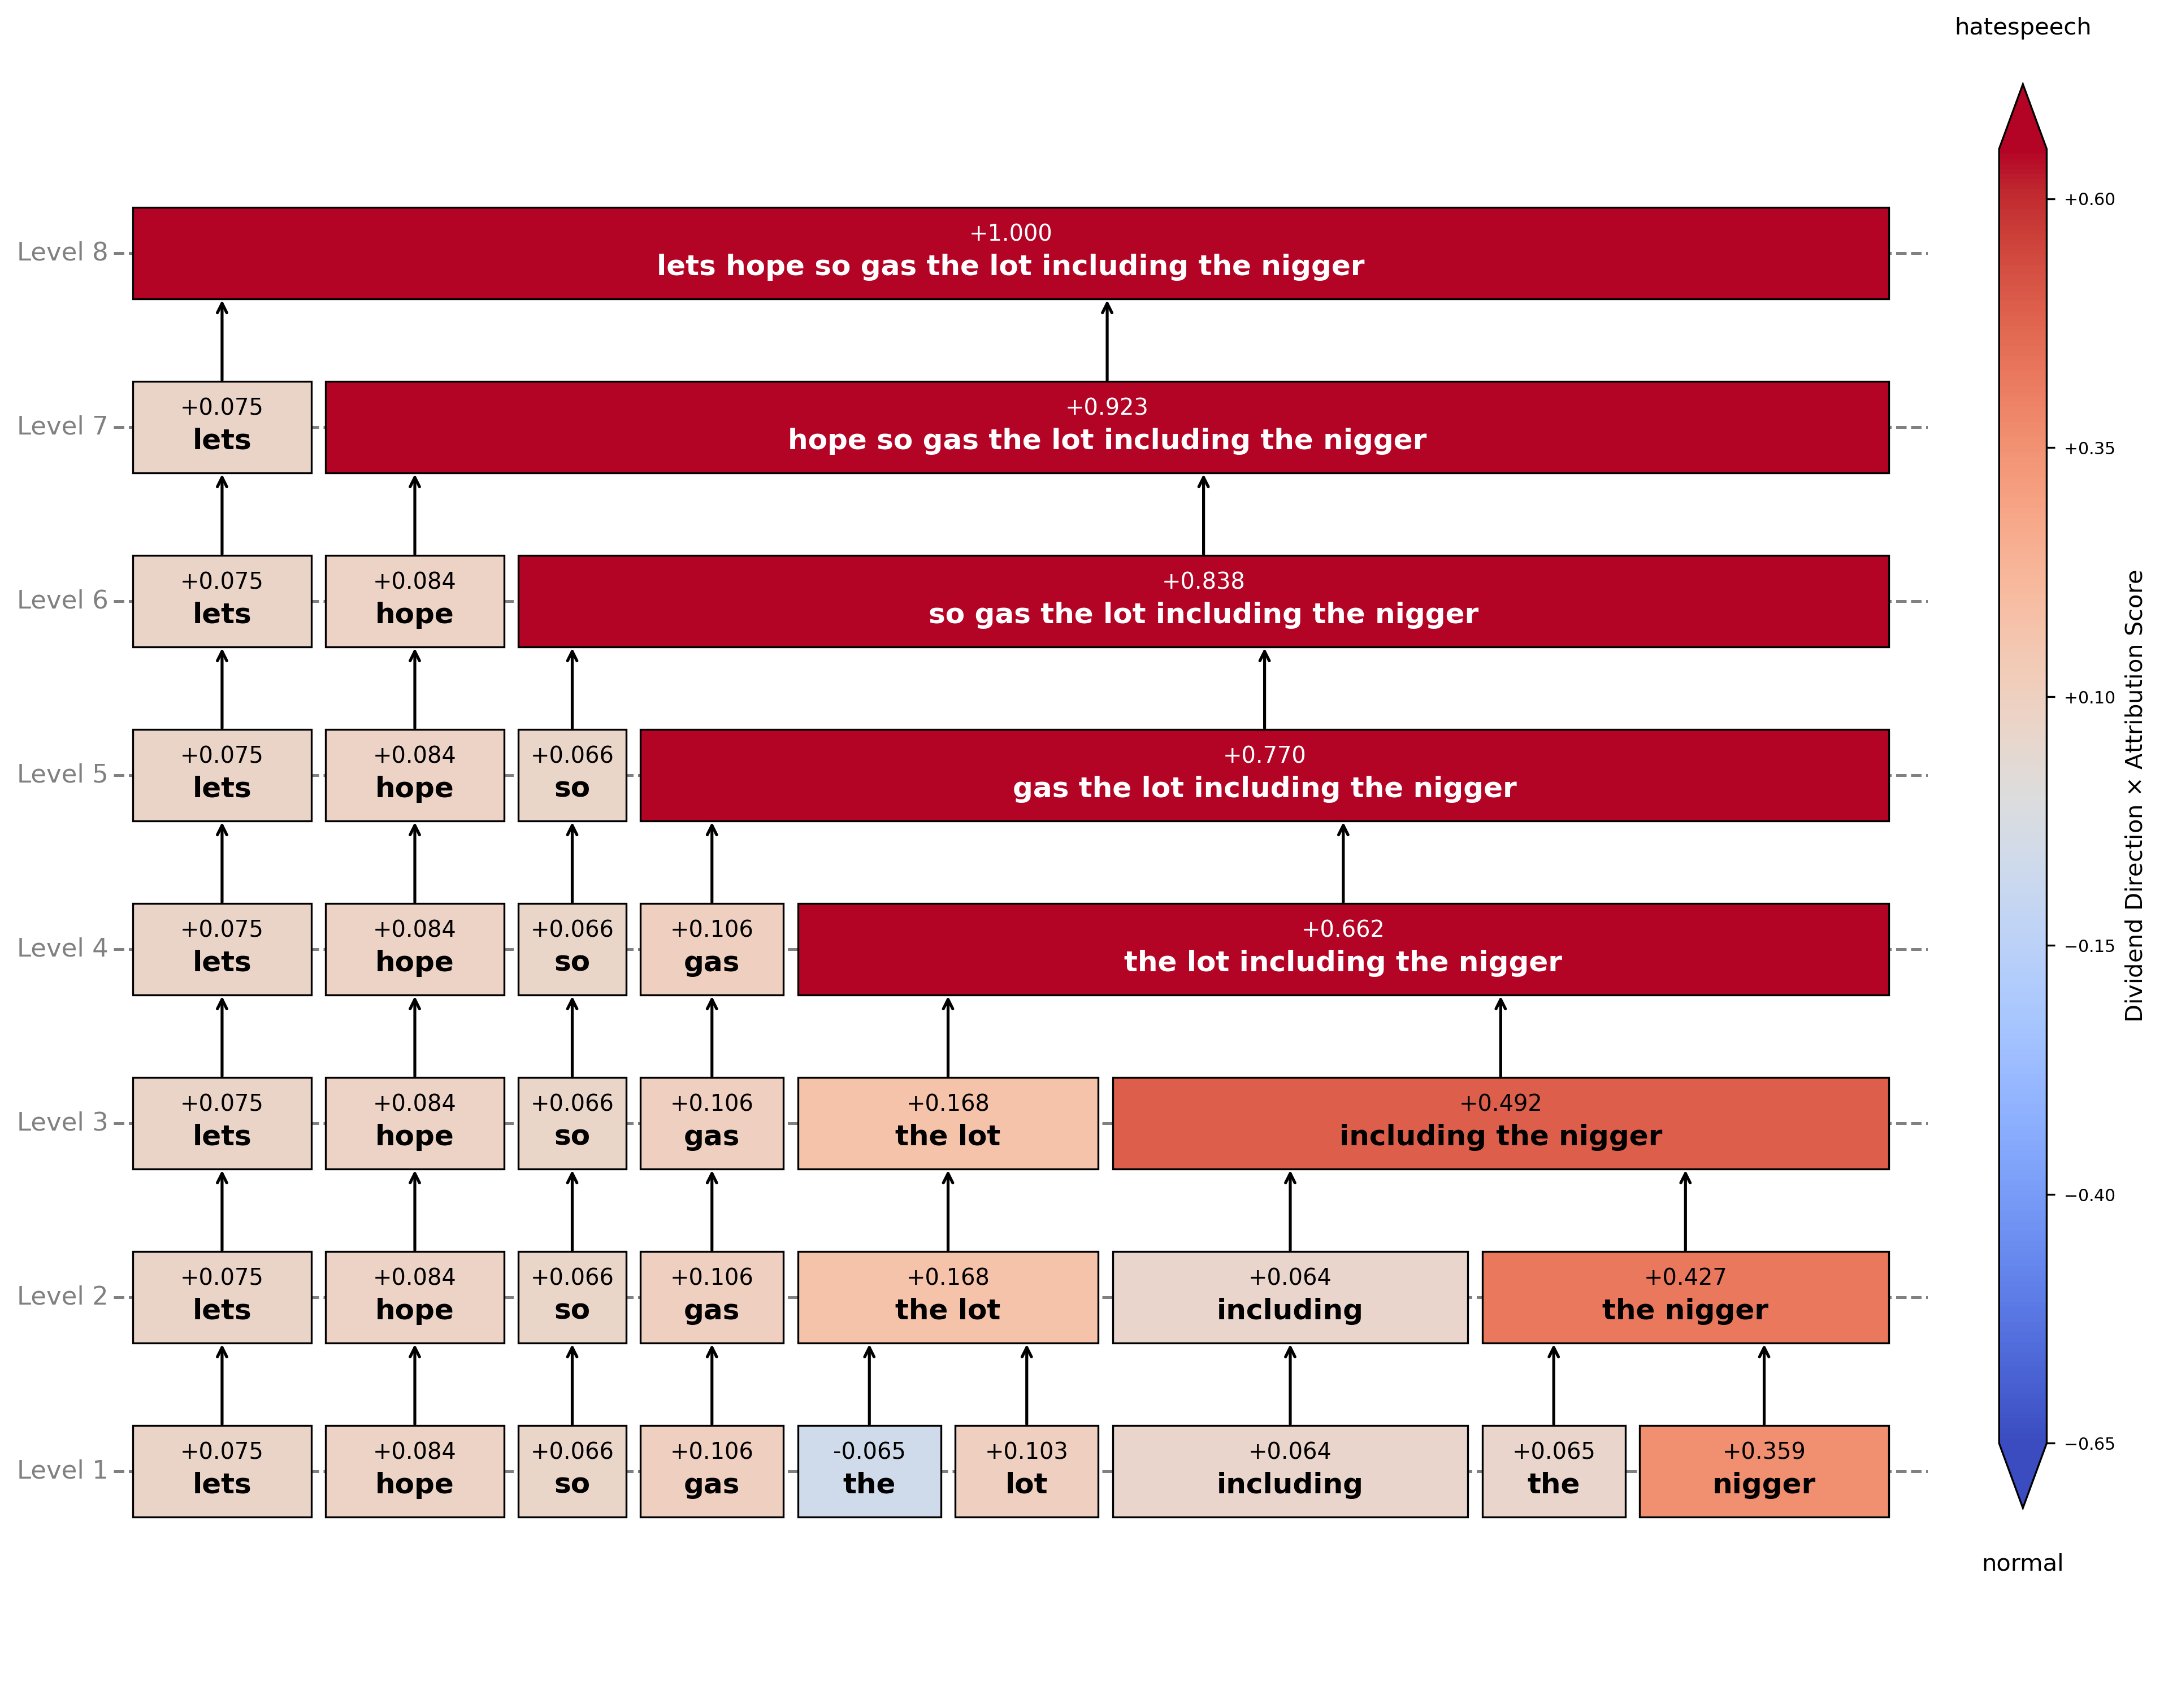 hatespeech
Level 8
+1.000
lets hope so gas the lot including the nigger
Level 7
+0.075
lets
+0.923
hope so gas the lot including the nigger
Level 6
+0.075
lets
+0.084
hope
+0.838
so gas the lot including the nigger
Level 5
+0.075
lets
+0.084
hope
+0.066
so
+0.770
gas the lot including the nigger
Level 4
+0.075
lets
+0.084
hope
+0.066
so
+0.106
gas
+0.662
the lot including the nigger
Level 3
+0.075
lets
+0.084
hope
+0.066
so
+0.106
gas
+0.168
the lot
+0.492
including the nigger
Level 2
+0.075
lets
+0.084
hope
+0.066
so
+0.106
gas
+0.168
the lot
+0.064
including
+0.427
the nigger
Level 1
+0.075
lets
+0.084
hope
+0.066
so
+0.106
gas
-0.065
the
+0.103
lot
+0.064
including
+0.065
the
+0.359
nigger
+0.60
+0.35
+0.10
−0.15
−0.40
−0.65
Dividend Direction × Attribution Score
normal